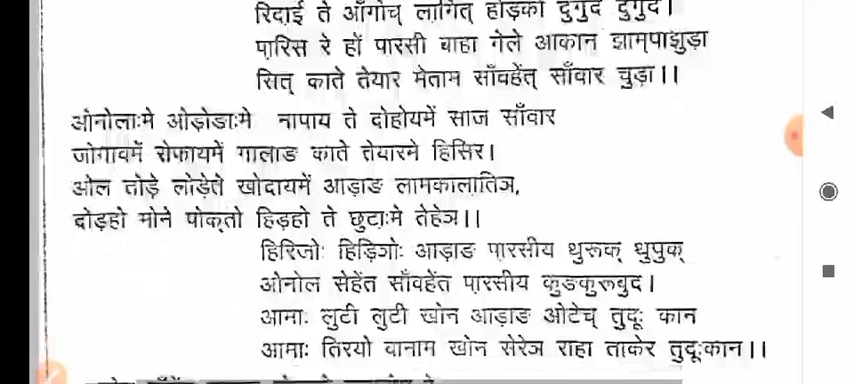 रिदाई ते आँगोच् लागित् होड़को दुगुद दुगुद।
पा़रिस रे हों पारसी बाहा गेले आकान झाम्पाझुड़ा
सित् काते तेयार मेताम साँवहेंत् साँवार चुड़ा।।
ओनोलाःमे ओड़ोडाःमे नापाय ते दोहोयमें साज साँवार
जोगावमें रोफायमें गालाङ काते तेयारमे हिसिर।
ओल तोड़े लोड़ेते खोदायमें आड़ाङ लामकालातिञ,
दोड़हो मोने पोक्तो हिड़हो ते छुटाःमे तेहेञ।।
हिरिजोः हिड़िञोः आड़ाङ पा़रसीय थुरूक् थुपुक्
ओनोल सेहेंत साँवहेंत पा़रसीय कुङकुरूबुद।
आमाः लुटी लुटी खोन आड़ाङ ओटेच् तुदूः कान
आमाः तिरयो बानाम खोन सेरेञ राहा ताकेर तुदूःकान।।